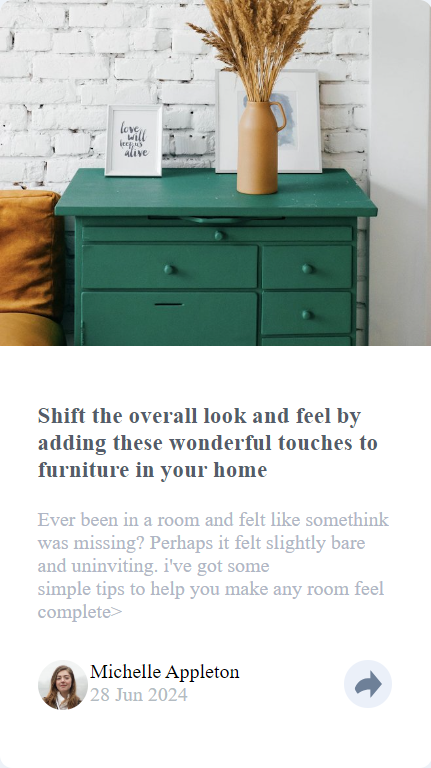 love
will
keep us
alive
Shift the overall look and feel by
adding these wonderful touches to
furniture in your home
Ever been in a room and felt like somethink
was missing? Perhaps it felt slightly bare
and uninviting. i've got some
simple tips to help you make any room feel
complete>
Michelle Appleton
28 Jun 2024